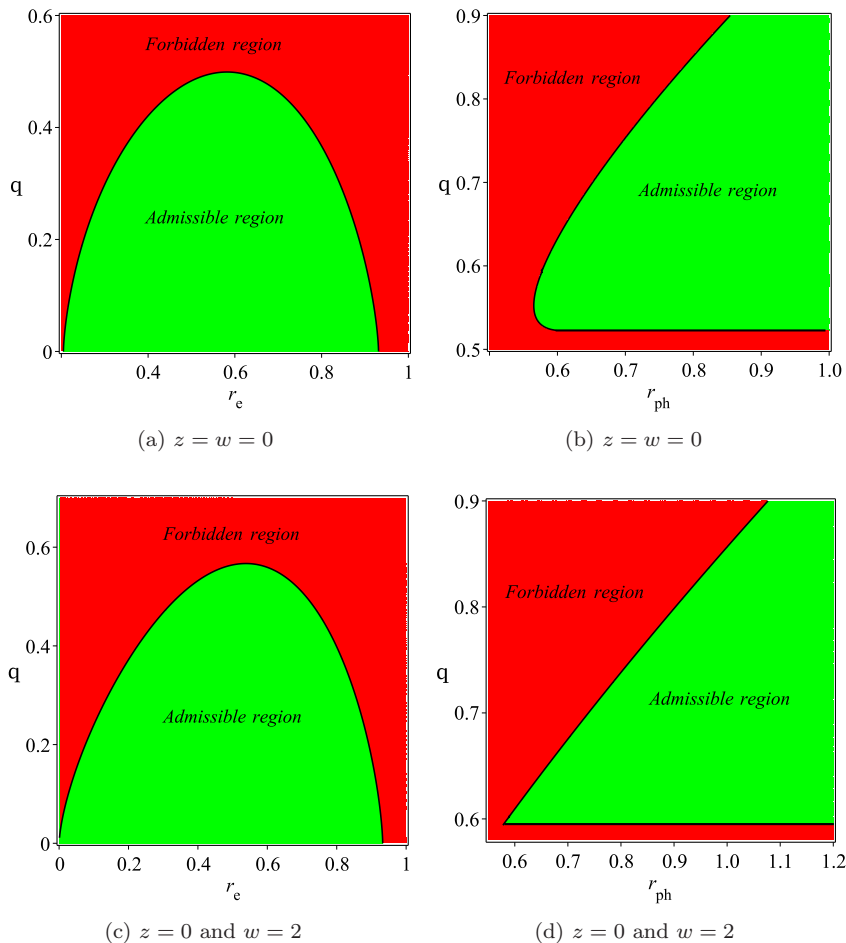 0.6
Forbidden region
0.4
q
Admissible region
0.2
0
0.4 0.6 0.8 1
r_e
(a) z = w = 0
0.9
Forbidden region
0.8
q
0.7
Admissible region
0.6
0.5
0.6 0.7 0.8 0.9 1.0
r_ph
(b) z = w = 0
Forbidden region
0.6
0.4
q
Admissible region
0.2
0
0 0.2 0.4 0.6 0.8 1
r_e
(c) z = 0 and w = 2
0.9
Forbidden region
0.8
q
Admissible region
0.7
0.6
0.6 0.7 0.8 0.9 1.0 1.1 1.2
r_ph
(d) z = 0 and w = 2